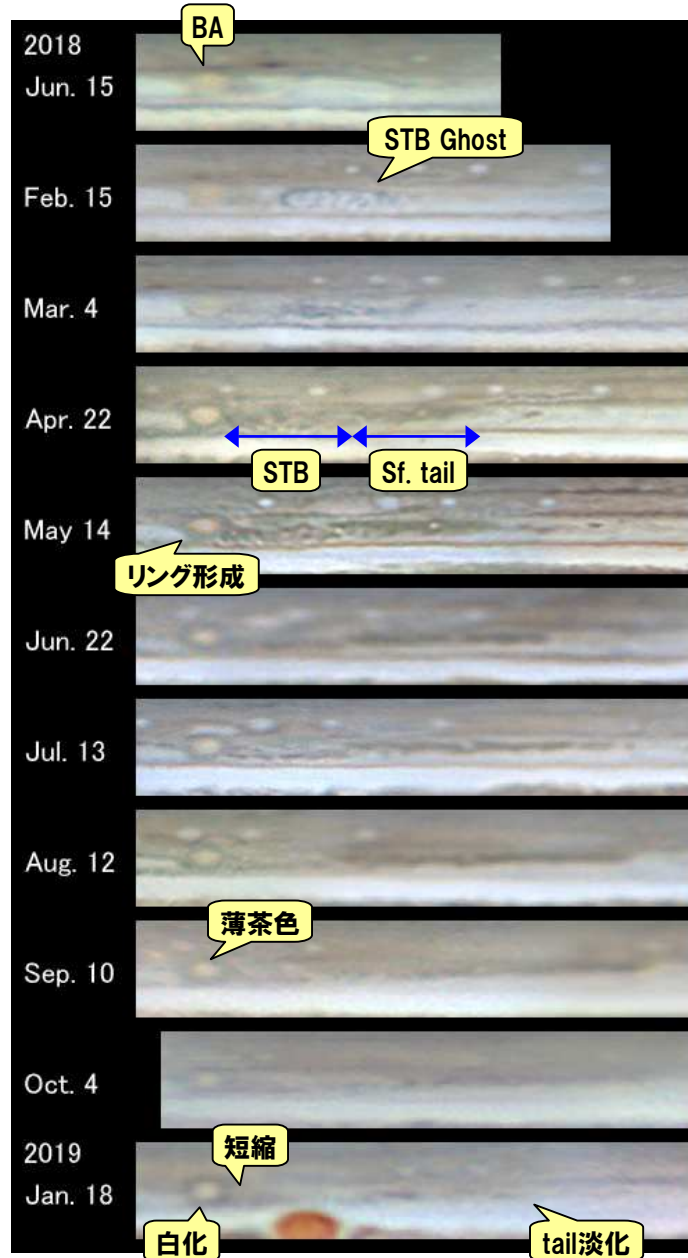 BA
2018
Jun. 15
STB Ghost
Feb. 15
Mar. 4
Apr. 22
STB
Sf. tail
May 14
リング形成
Jun. 22
Jul. 13
Aug. 12
薄茶色
Sep. 10
Oct. 4
2019
短縮
Jan. 18
白化
tail淡化